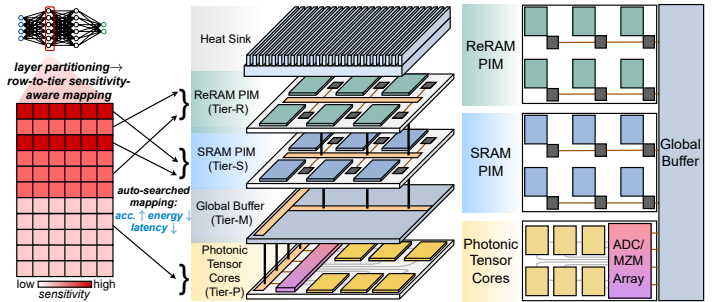 layer partitioning→
row-to-tier sensitivity-
aware mapping
auto-searched
mapping:
acc. ↑ energy ↓
latency ↓
low
high
sensitivity
Heat Sink
ReRAM PIM
(Tier-R)
SRAM PIM
(Tier-S)
Global Buffer
(Tier-M)
Photonic
Tensor
Cores
(Tier-P)
ReRAM
PIM
SRAM
PIM
Photonic
Tensor
Cores
ADC/
MZM
Array
Global
Buffer